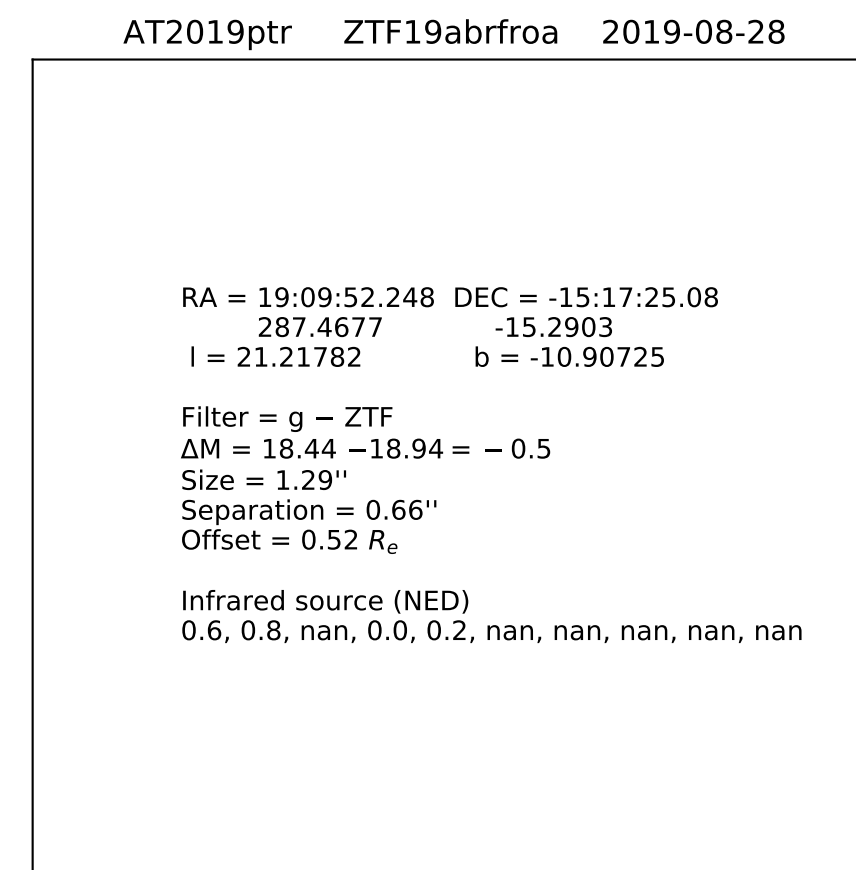 AT2019ptr ZTF19abrfroa 2019-08-28
RA = 19:09:52.248 DEC = -15:17:25.08
287.4677 -15.2903
l = 21.21782 b = -10.90725
Filter = g − ZTF
ΔM = 18.44 −18.94 = − 0.5
Size = 1.29''
Separation = 0.66''
Offset = 0.52 Re
Infrared source (NED)
0.6, 0.8, nan, 0.0, 0.2, nan, nan, nan, nan, nan